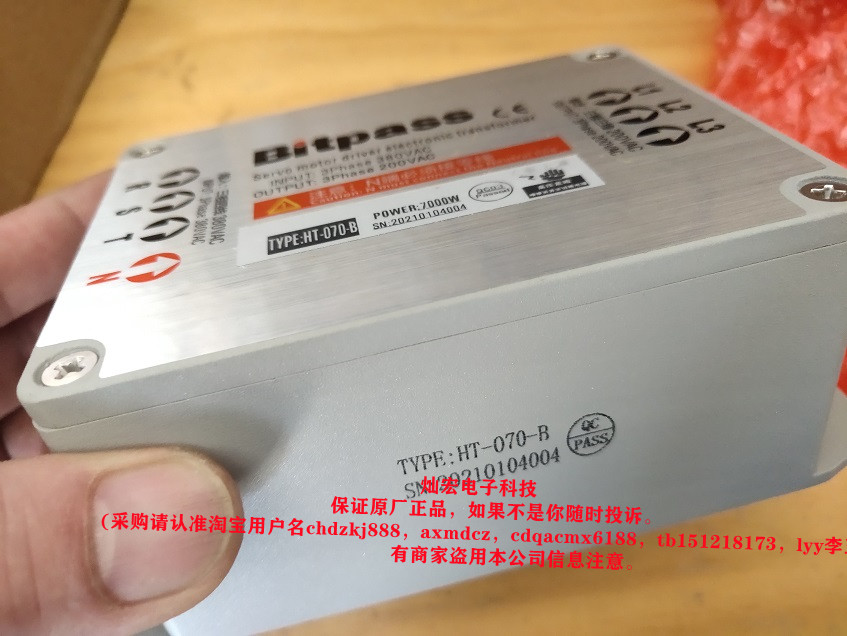 Bitpass CE
Servo motor driver electronic transformer
INPUT: 3Phase 380VAC
OUTPUT: 3Phase 200VAC
注意！N
TYPE:HT-070-B
POWER:7000W
SN:20210104004
L1 L2 L3
R S T N
TYPE:HT-070-B
SN:20210104004
QC
PASS
灿宏电子科技
保证原厂正品，如果不是你随时投诉。
(采购请认准淘宝用户名chdzkj888，axmdcz，cdqacmx6188，tb151218173，lyy李
有商家盗用本公司信息注意。